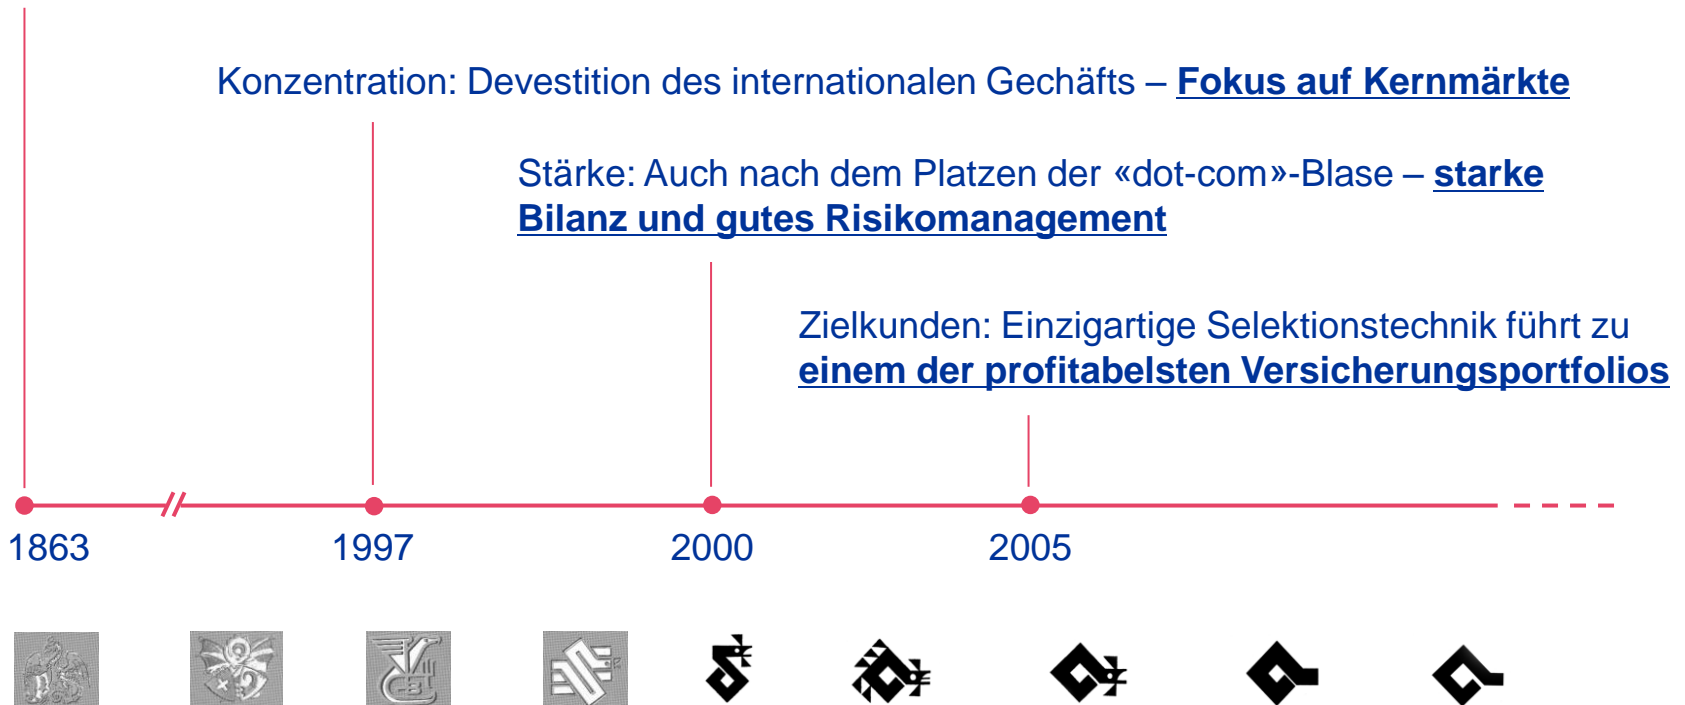 Konzentration: Devestition des internationalen Gechäfts – Fokus auf Kernmärkte
Stärke: Auch nach dem Platzen der «dot-com»-Blase – starke
Bilanz und gutes Risikomanagement
Zielkunden: Einzigartige Selektionstechnik führt zu
einem der profitabelsten Versicherungsportfolios
1863
1997
2000
2005